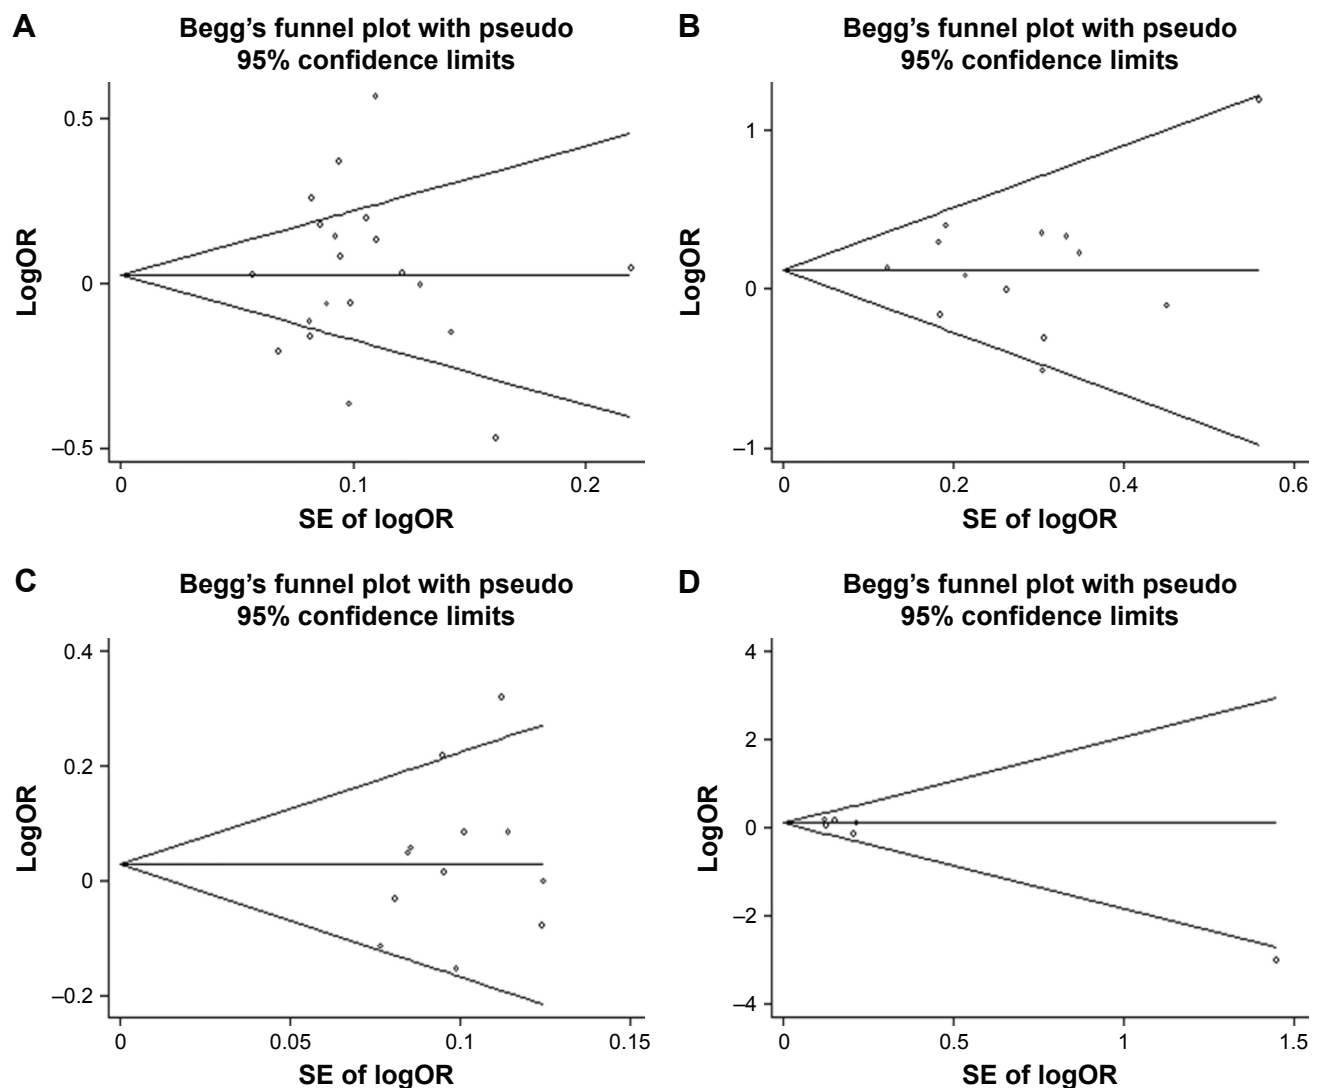 A
Begg’s funnel plot with pseudo
95% confidence limits
LogOR
0.5
0
–0.5
0
0.1
0.2
SE of logOR
B
Begg’s funnel plot with pseudo
95% confidence limits
LogOR
1
0
–1
0
0.2
0.4
0.6
SE of logOR
C
Begg’s funnel plot with pseudo
95% confidence limits
LogOR
0.4
0.2
0
–0.2
0
0.05
0.1
0.15
SE of logOR
D
Begg’s funnel plot with pseudo
95% confidence limits
LogOR
4
2
0
–2
–4
0
0.5
1
1.5
SE of logOR